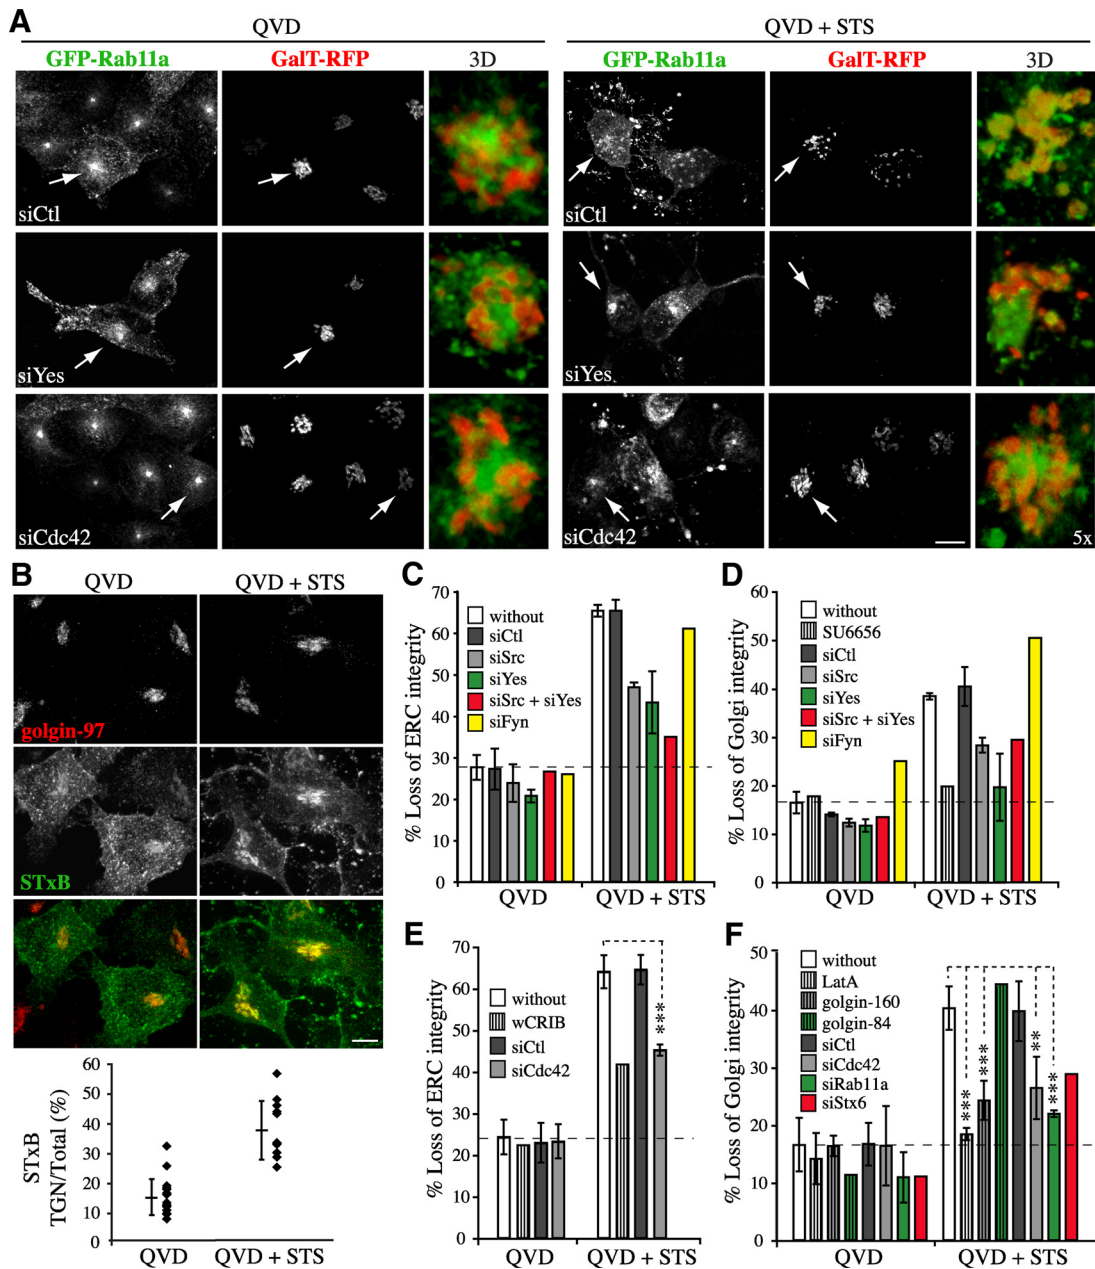 A
QVD
QVD + STS
GFP-Rab11a
GalT-RFP
3D
GFP-Rab11a
GalT-RFP
3D
siCtl
siCtl
siYes
siYes
siCdc42
siCdc42
5x
B
QVD
QVD + STS
golgin-97
STxB
STxB
TGN/Total (%)
60
50
40
30
20
10
0
QVD
QVD + STS
C
% Loss of ERC integrity
70
60
50
40
30
20
10
0
without
siCtl
siSrc
siYes
siSrc + siYes
siFyn
QVD
QVD + STS
D
% Loss of Golgi integrity
60
50
40
30
20
10
0
without
SU6656
siCtl
siSrc
siYes
siSrc + siYes
siFyn
QVD
QVD + STS
E
% Loss of ERC integrity
70
60
50
40
30
20
10
0
without
wCRIB
siCtl
siCdc42
***
QVD
QVD + STS
F
% Loss of Golgi integrity
50
40
30
20
10
0
without
LatA
golgin-160
golgin-84
siCtl
siCdc42
siRab11a
siStx6
***
***
**
***
QVD
QVD + STS